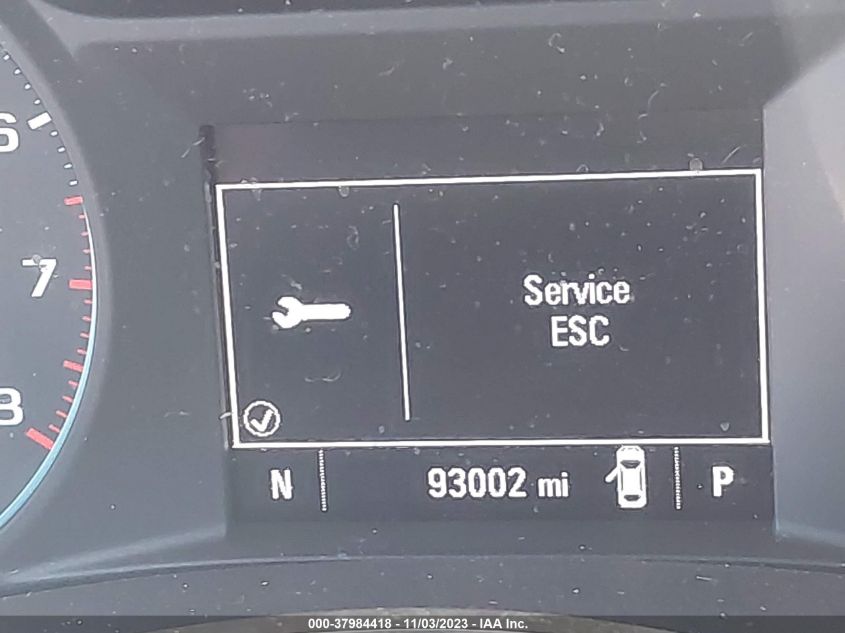 6
7
8
Service
ESC
N
93002 mi
P
000-37984418 - 11/03/2023 - IAA Inc.